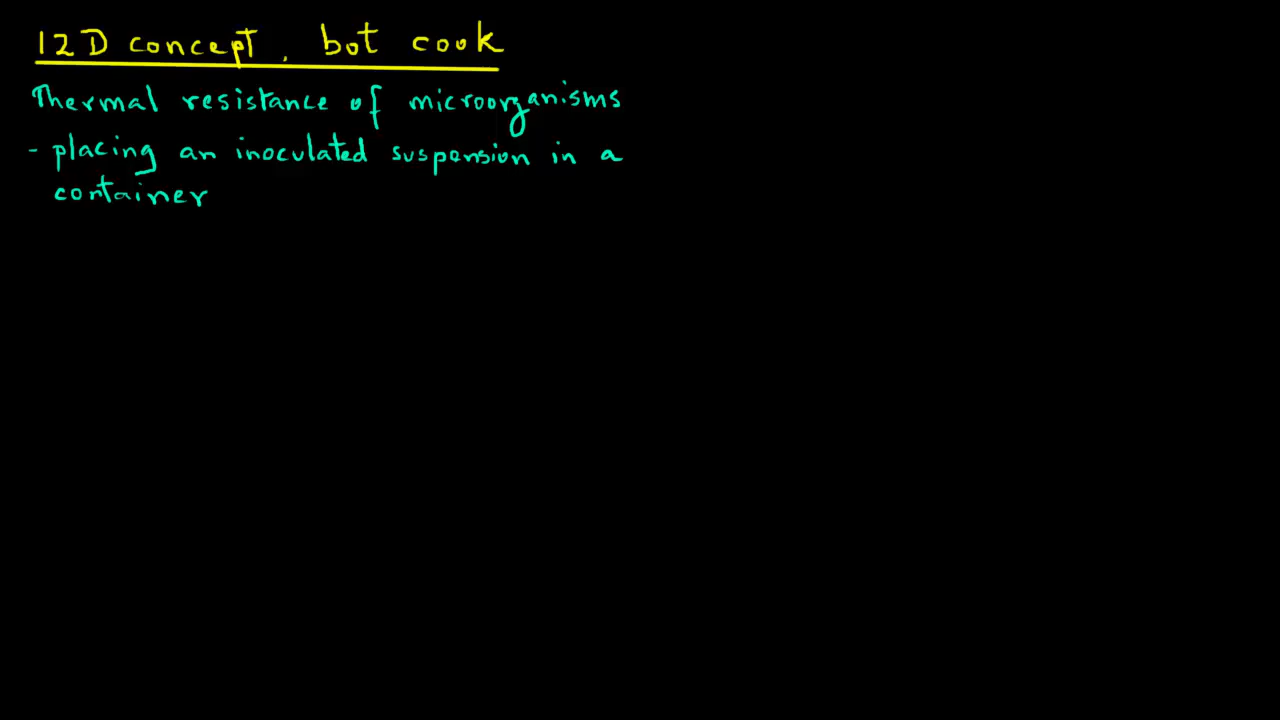 12D concept, bot cook
Thermal resistance of microorganisms
- placing an inoculated suspension in a
container